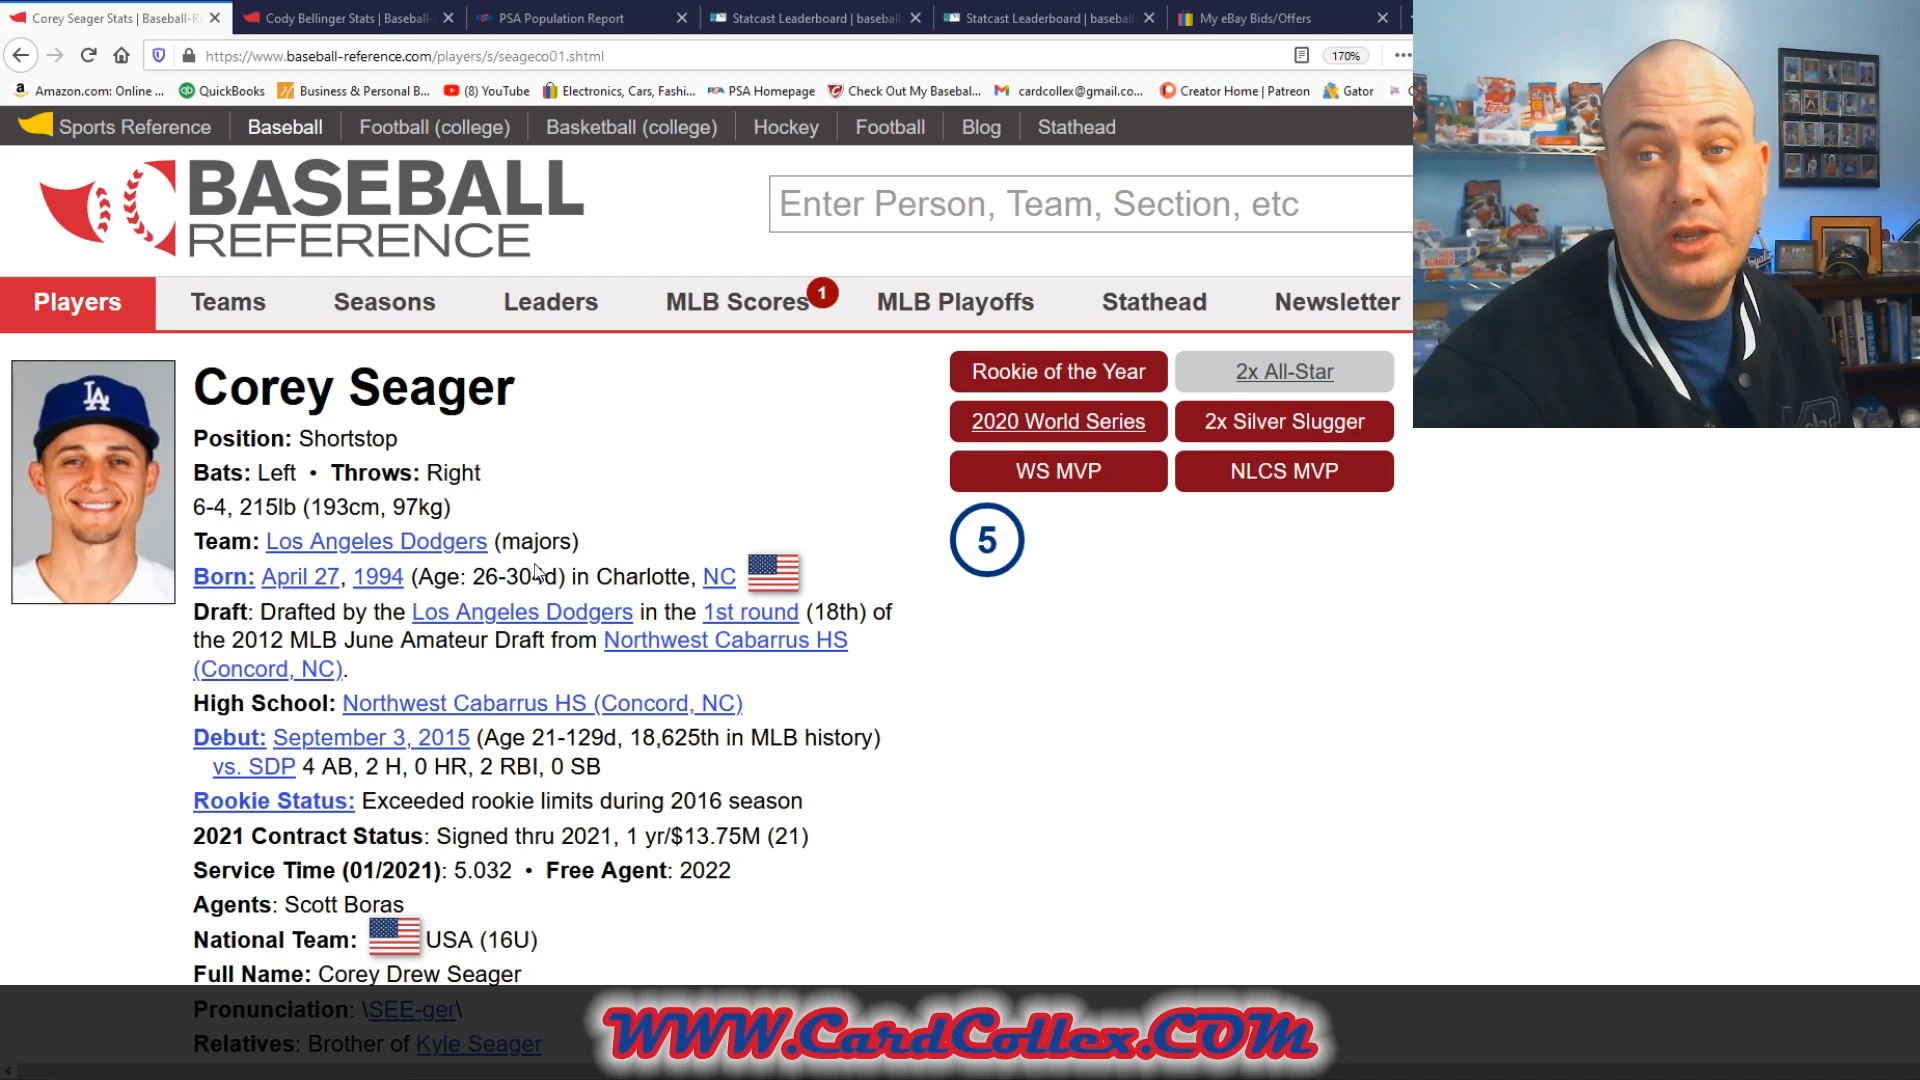 Corey Seager Stats | Baseball-Re
Cody Bellinger Stats | Baseball-
PSA Population Report
Statcast Leaderboard | baseball
Statcast Leaderboard | baseball
My eBay Bids/Offers
https://www.baseball-reference.com/players/s/seageco01.shtml
170%
Amazon.com: Online ...
QuickBooks
Business & Personal B...
(8) YouTube
Electronics, Cars, Fashi...
PSA Homepage
Check Out My Basebal...
cardcollex@gmail.co...
Creator Home | Patreon
Gator
Sports Reference
Baseball
Football (college)
Basketball (college)
Hockey
Football
Blog
Stathead
BASEBALL
REFERENCE
Enter Person, Team, Section, etc
Players
Teams
Seasons
Leaders
MLB Scores
1
MLB Playoffs
Stathead
Newsletter
LA
Corey Seager
Position: Shortstop
Bats: Left • Throws: Right
6-4, 215lb (193cm, 97kg)
Team: Los Angeles Dodgers (majors)
Born: April 27, 1994 (Age: 26-303d) in Charlotte, NC
Draft: Drafted by the Los Angeles Dodgers in the 1st round (18th) of
the 2012 MLB June Amateur Draft from Northwest Cabarrus HS
(Concord, NC).
High School: Northwest Cabarrus HS (Concord, NC)
Debut: September 3, 2015 (Age 21-129d, 18,625th in MLB history)
vs. SDP 4 AB, 2 H, 0 HR, 2 RBI, 0 SB
Rookie Status: Exceeded rookie limits during 2016 season
2021 Contract Status: Signed thru 2021, 1 yr/$13.75M (21)
Service Time (01/2021): 5.032 • Free Agent: 2022
Agents: Scott Boras
National Team: USA (16U)
Full Name: Corey Drew Seager
Pronunciation: \SEE-ger\
Relatives: Brother of Kyle Seager
Rookie of the Year
2x All-Star
2020 World Series
2x Silver Slugger
WS MVP
NLCS MVP
5
Topps
Royals
WWW.CardCollex.COM